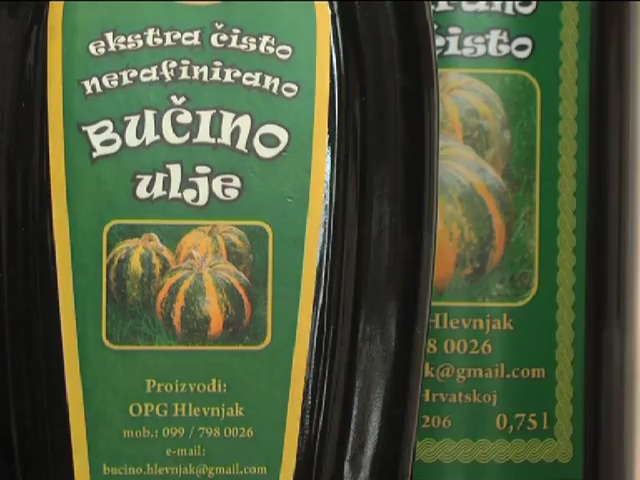 ekstra čisto
nerafinirano
BUČINO
ulje
Proizvodi:
OPG Hlevnjak
mob.: 099 / 798 0026
e-mail:
bucino.hlevnjak@gmail.com
čisto
Hlevnjak
8 0026
k@gmail.com
Hrvatskoj
206 0,75 l